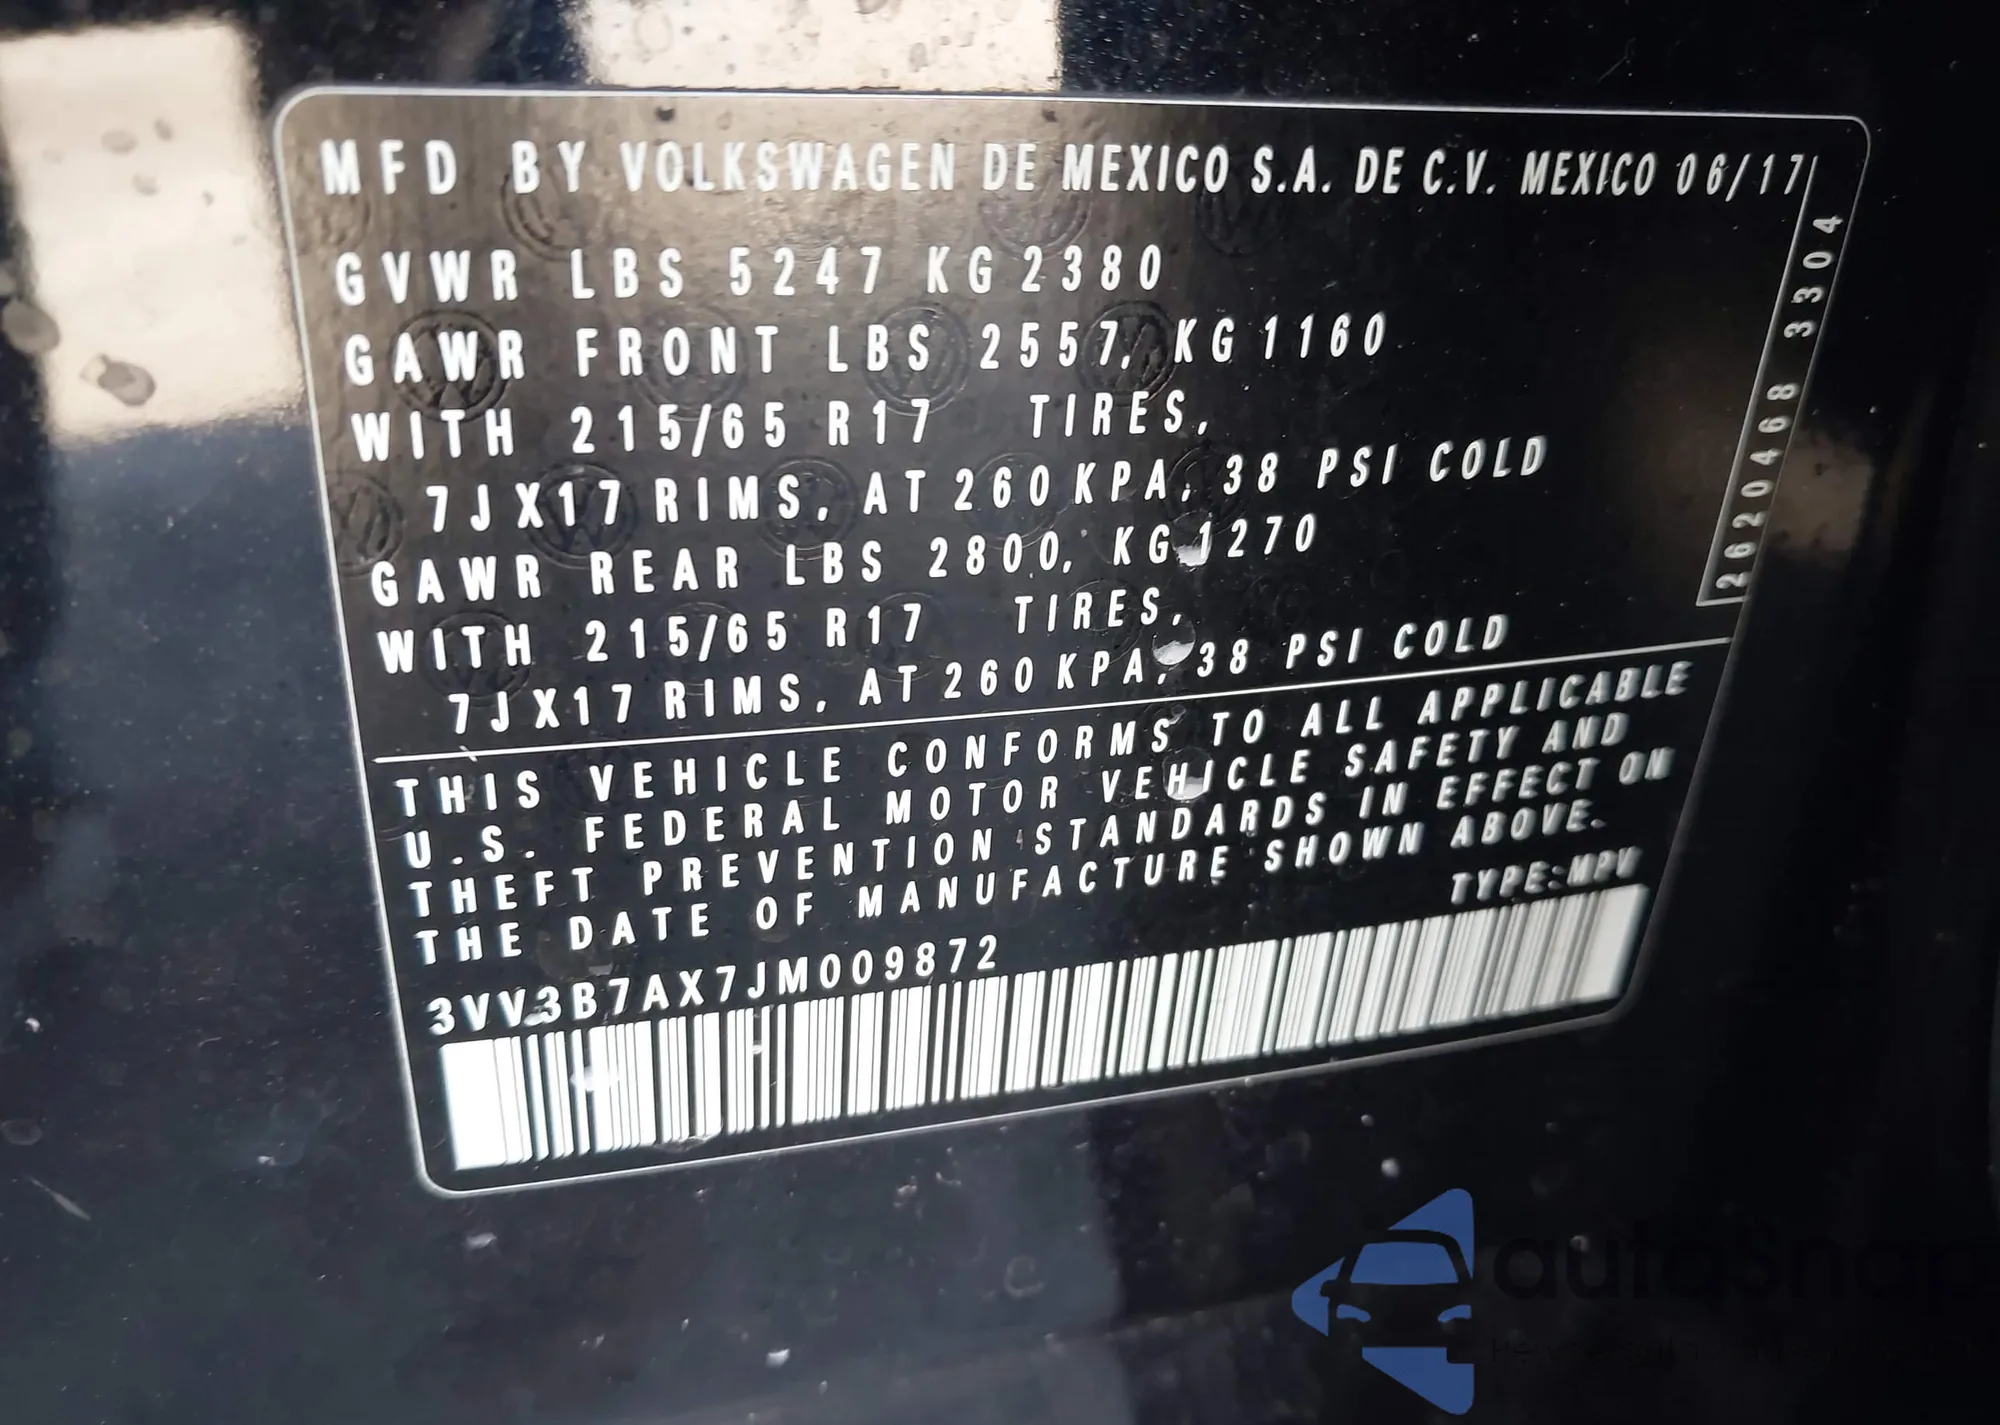 MFD BY VOLKSWAGEN DE MEXICO S.A. DE C.V. MEXICO 06/17
GVWR LBS 5247 KG 2380
GAWR FRONT LBS 2557, KG 1160
WITH 215/65 R17 TIRES,
7JX17 RIMS, AT 260 KPA, 38 PSI COLD
GAWR REAR LBS 2800, KG 1270
WITH 215/65 R17 TIRES,
7JX17 RIMS, AT 260 KPA, 38 PSI COLD
2620468 3304
THIS VEHICLE CONFORMS TO ALL APPLICABLE
U.S. FEDERAL MOTOR VEHICLE SAFETY AND
THEFT PREVENTION STANDARDS IN EFFECT ON
THE DATE OF MANUFACTURE SHOWN ABOVE.
TYPE: MPV
3VV3B7AX7JM009872
autosnap